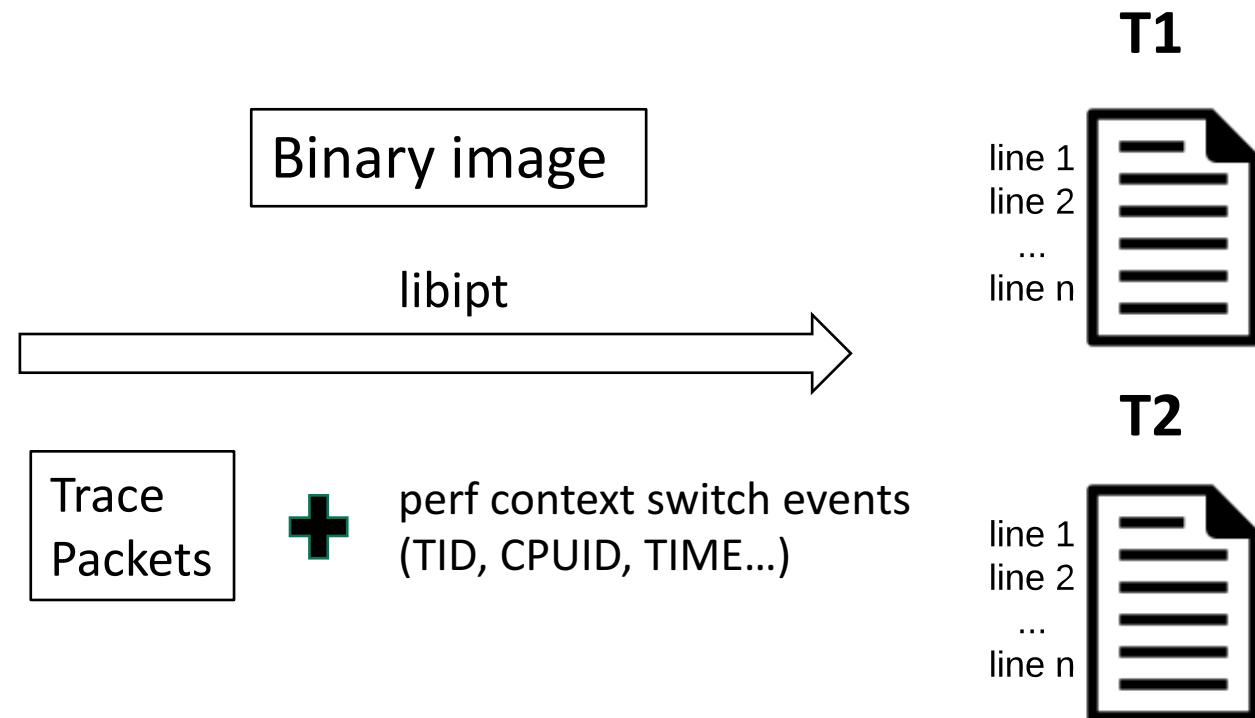 T1
Binary image
line 1
line 2
...
line n
libipt
T2
Trace
Packets
perf context switch events
(TID, CPUID, TIME…)
line 1
line 2
...
line n